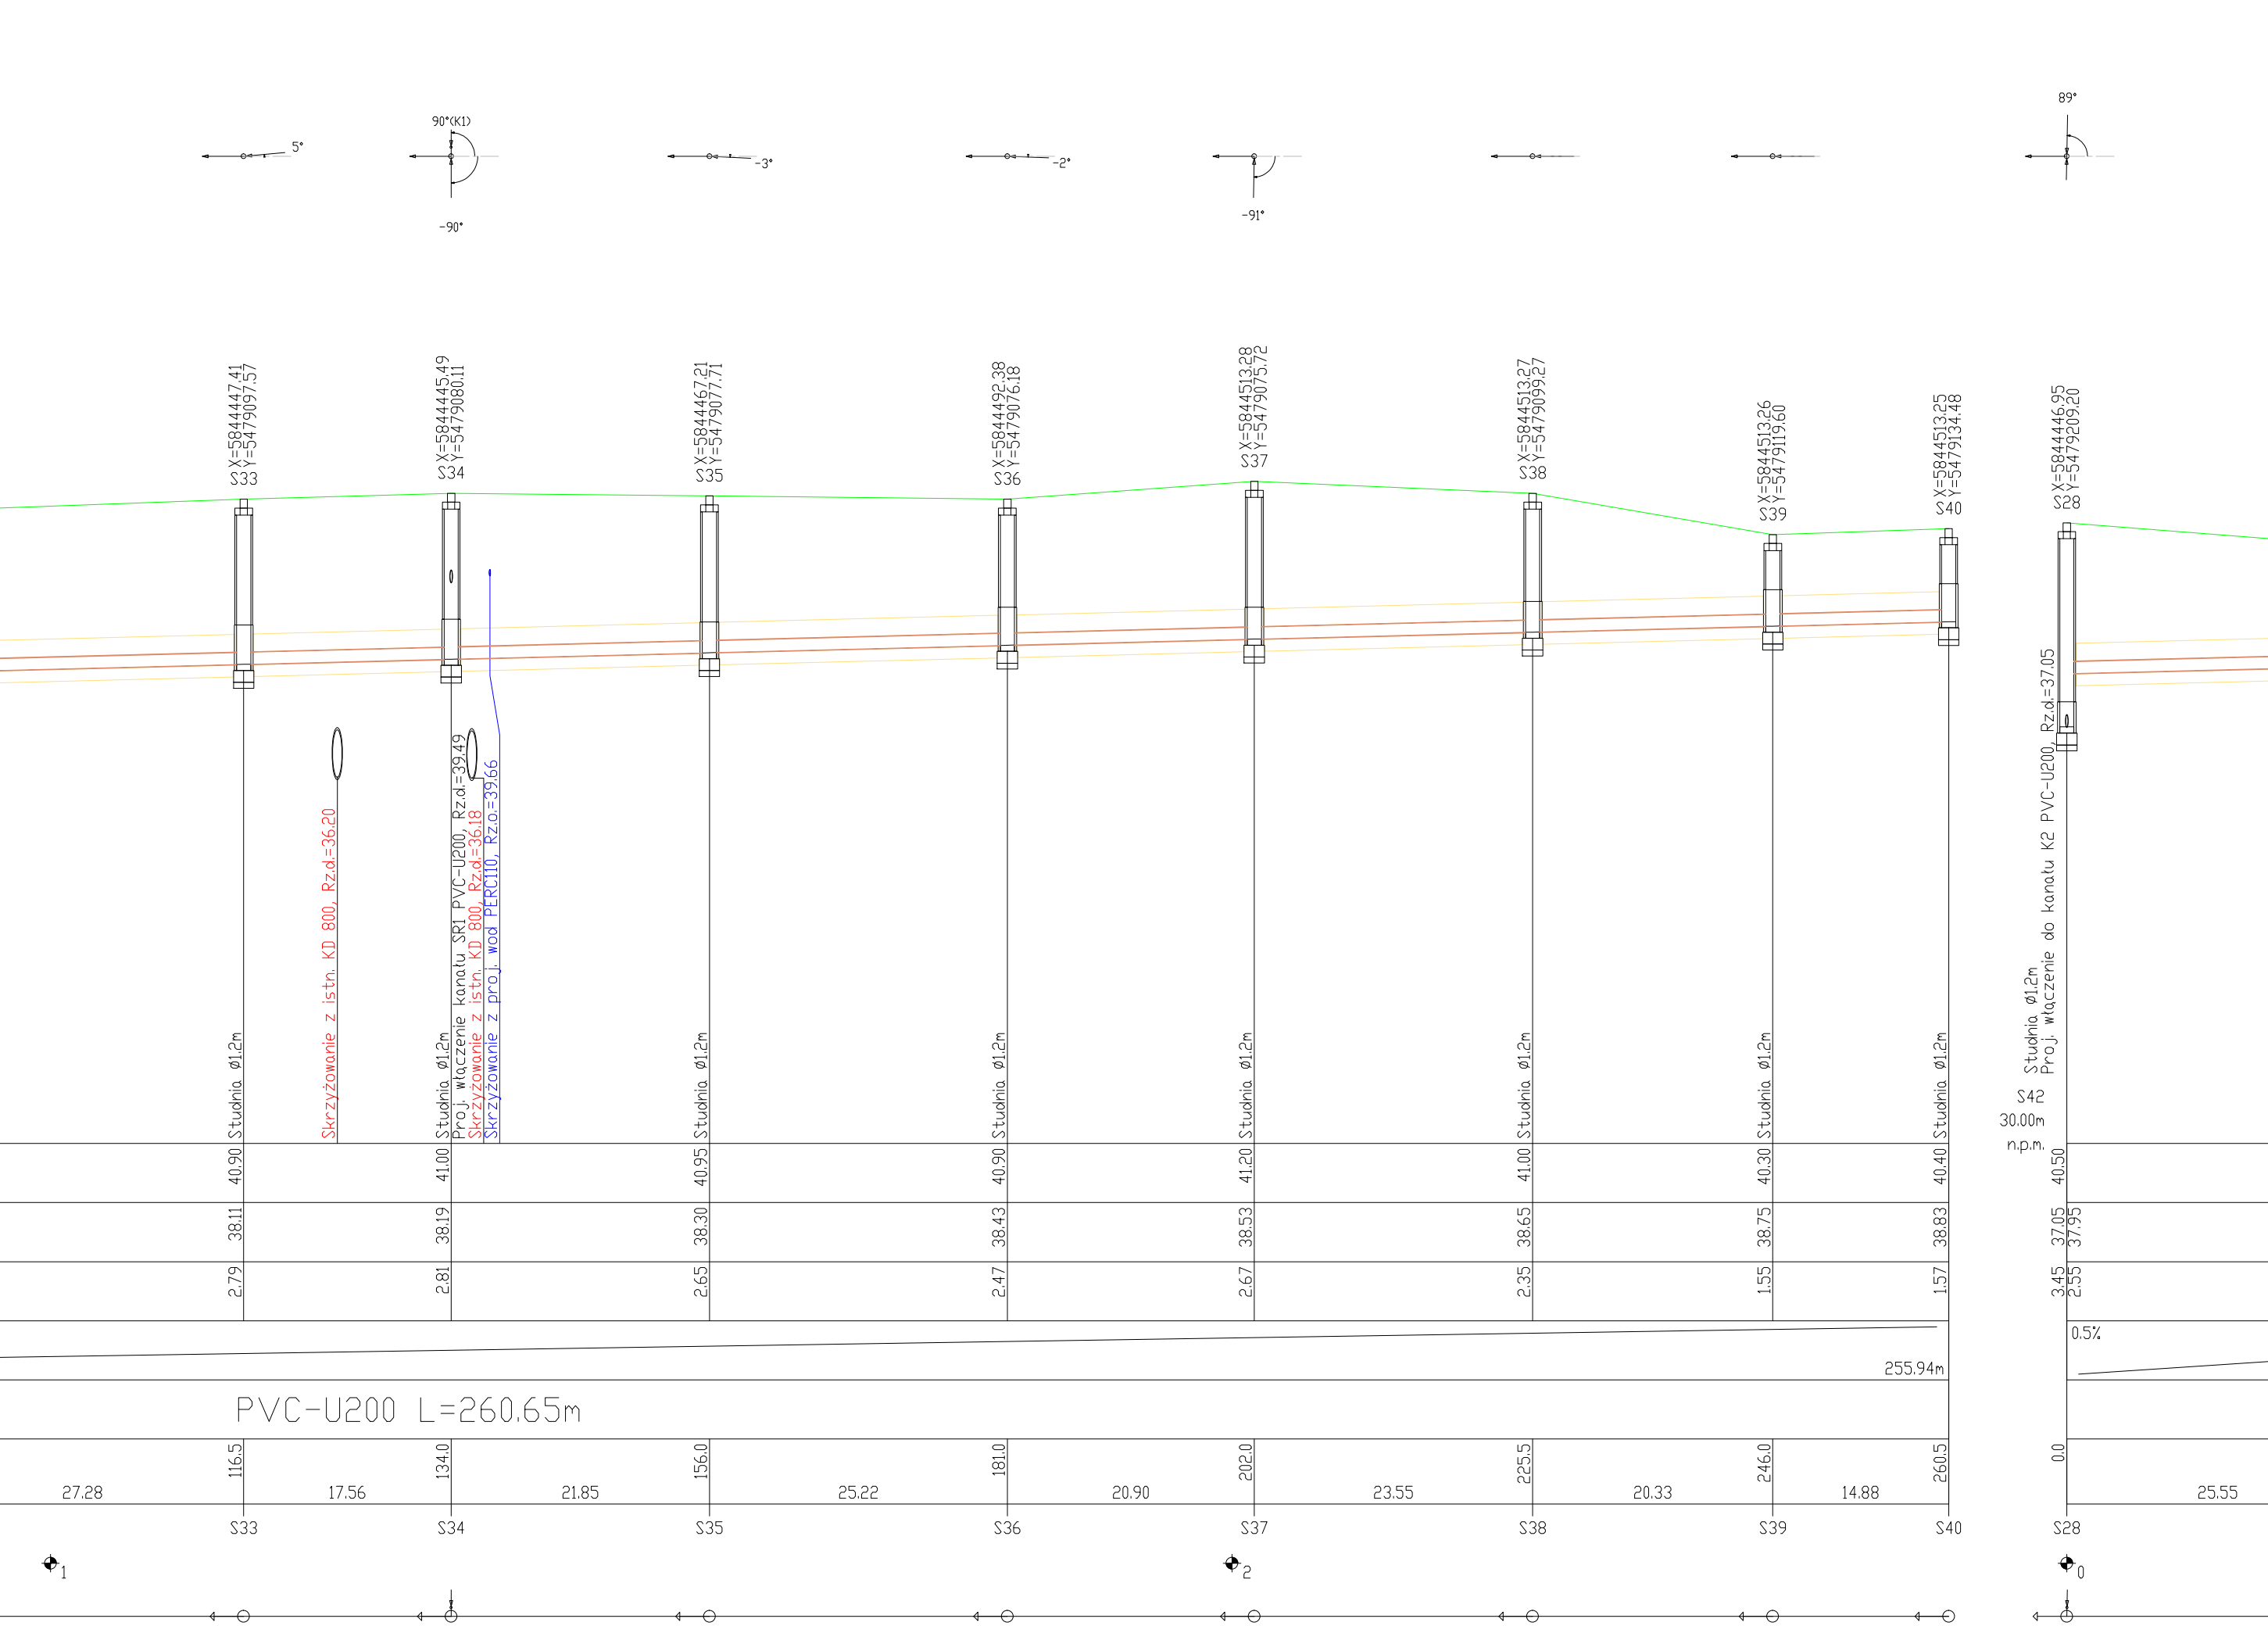 89°
90°(K1)
5°
-3°
-2°
-90°
-91°
X=5844447.41
Y=5479097.57
S33
X=5844445.49
Y=5479080.11
S34
X=5844467.21
Y=5479077.71
S35
X=5844492.38
Y=5479076.18
S36
X=5844513.28
Y=5479075.72
S37
X=5844513.27
Y=5479099.27
S38
X=5844513.26
Y=5479119.60
S39
X=5844513.25
Y=5479134.48
S40
X=5844446.95
Y=5479209.20
S28
Studnia ø1.2m
Skrzyżowanie z istn. KD 800, Rz.d.=36.20
Studnia ø1.2m
Proj. włączenie kanału SR1 PVC-U200, Rz.d.=39.49
Skrzyżowanie z istn. KD 800, Rz.d.=36.18
Skrzyżowanie z proj. wod PERC110, Rz.o.=39.66
Studnia ø1.2m
Studnia ø1.2m
Studnia ø1.2m
Studnia ø1.2m
Studnia ø1.2m
Studnia ø1.2m
Studnia ø1.2m
Proj. włączenie do kanału K2 PVC-U200, Rz.d.=37.05
S42
30.00m
n.p.m.
40.90
41.00
40.95
40.90
41.20
41.00
40.30
40.40
40.50
38.11
38.19
38.30
38.43
38.53
38.65
38.75
38.83
37.05
37.95
2.79
2.81
2.65
2.47
2.67
2.35
1.55
1.57
3.45
2.55
0.5%
255.94m
PVC-U200 L=260.65m
116.5
134.0
156.0
181.0
202.0
225.5
246.0
260.5
0.0
27.28
17.56
21.85
25.22
20.90
23.55
20.33
14.88
25.55
S33
S34
S35
S36
S37
S38
S39
S40
S28
1
2
0